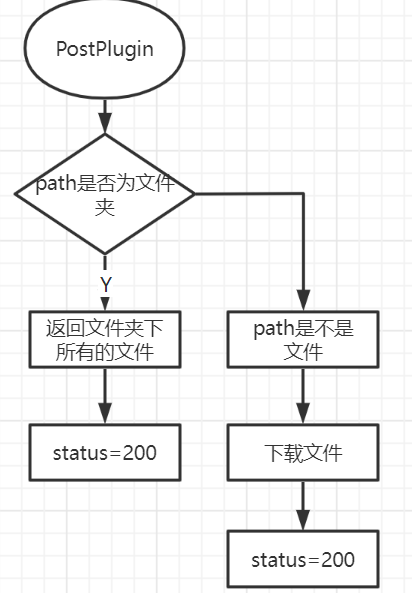 PostPlugin
path是否为文件
夹
Y
返回文件夹下
所有的文件
path是不是
文件
status=200
下载文件
status=200